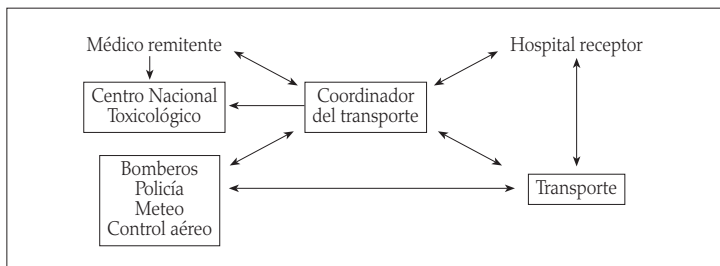 Médico remitente
Hospital receptor
Centro Nacional
Toxicológico
Coordinador
del transporte
Bomberos
Policía
Meteo
Control aéreo
Transporte